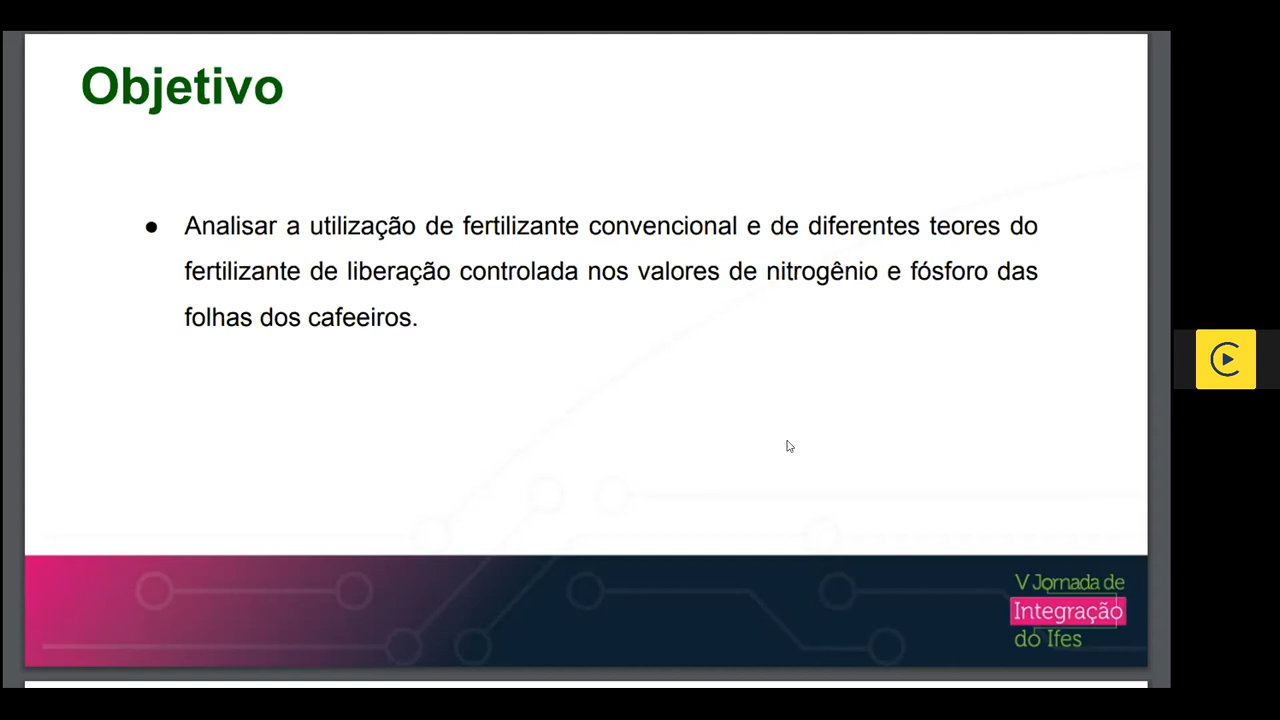 Objetivo
● Analisar a utilização de fertilizante convencional e de diferentes teores do
fertilizante de liberação controlada nos valores de nitrogênio e fósforo das
folhas dos cafeeiros.
V Jornada de
Integração
do Ifes